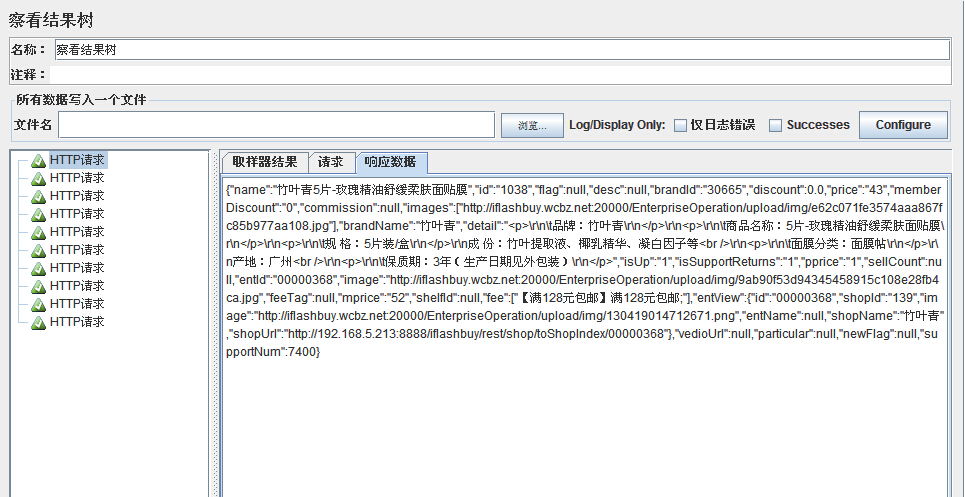 察看结果树
名称： 察看结果树
注释：
所有数据写入一个文件
文件名 浏览... Log/Display Only: 仅日志错误 Successes Configure
取样器结果 请求 响应数据
HTTP请求
HTTP请求
HTTP请求
HTTP请求
HTTP请求
HTTP请求
HTTP请求
HTTP请求
HTTP请求
HTTP请求
{"name":"竹叶青5片-玫瑰精油舒缓柔肤面贴膜","id":"1038","flag":null,"desc":null,"brandId":"30665","discount":0.0,"price":"43","member
Discount":"0","commission":null,"images":["http://iflashbuy.wcbz.net:20000/EnterpriseOperation/upload/img/e62c071fe3574aaa867f
c85b977aa108.jpg"],"brandName":"竹叶青","detail":"<p>\r\n\t品牌：竹叶青\r\n</p>\r\n<p>\r\n\t商品名称：5片-玫瑰精油舒缓柔肤面贴膜\
r\n</p>\r\n<p>\r\n\t规 格：5片装/盒\r\n</p>\r\n成 份：竹叶提取液、椰乳精华、凝白因子等<br />\r\n<p>\r\n\t面膜分类：面膜帖\r\n</p>\r\
n产地：广州<br />\r\n<p>\r\n\t保质期：3年（生产日期见外包装）\r\n</p>","isUp":"1","isSupportReturns":"1","pprice":"1","sellCount":nu
ll,"entId":"00000368","image":"http://iflashbuy.wcbz.net:20000/EnterpriseOperation/upload/img/9ab90f53d94345458915c108e28fb4
ca.jpg","feeTag":null,"mprice":"52","shelfId":null,"fee":["【满128元包邮】满128元包邮;"],"entView":{"id":"00000368","shopId":"139","im
age":"http://iflashbuy.wcbz.net:20000/EnterpriseOperation/upload/img/130419014712671.png","entName":null,"shopName":"竹叶青"
,"shopUrl":"http://192.168.5.213:8888/iflashbuy/rest/shop/toShopIndex/00000368"},"vedioUrl":null,"particular":null,"newFlag":null,"su
pportNum":7400}